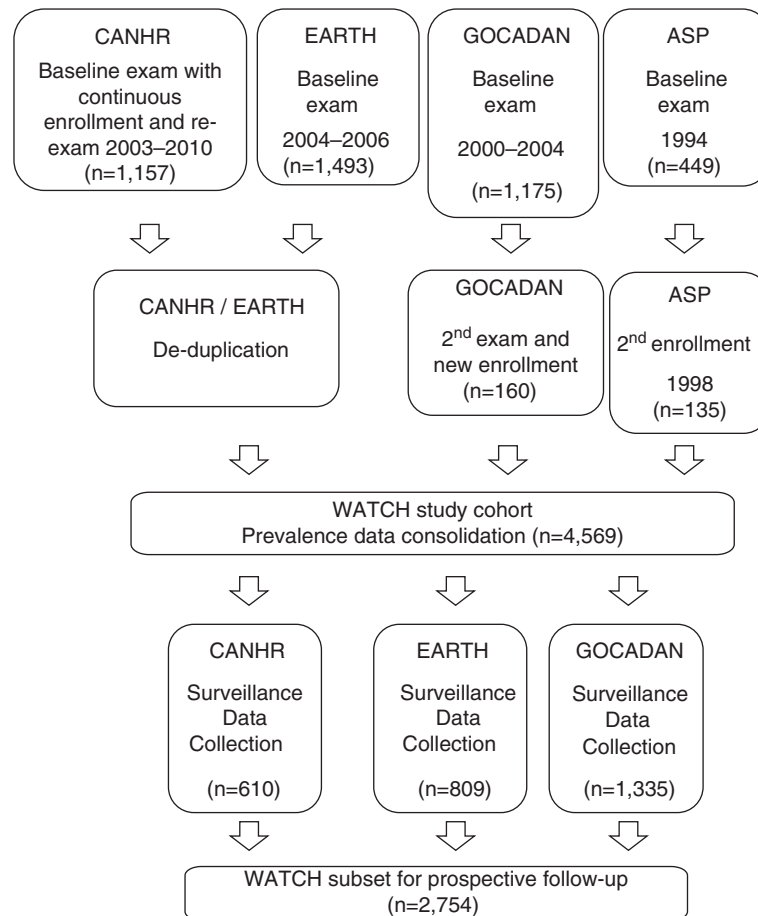 CANHR
Baseline exam with
continuous
enrollment and re-
exam 2003–2010
(n=1,157)
EARTH
Baseline
exam
2004–2006
(n=1,493)
GOCADAN
Baseline
exam
2000–2004
(n=1,175)
ASP
Baseline
exam
1994
(n=449)
CANHR / EARTH
De-duplication
GOCADAN
2nd exam and
new enrollment
(n=160)
ASP
2nd enrollment
1998
(n=135)
WATCH study cohort
Prevalence data consolidation (n=4,569)
CANHR
Surveillance
Data
Collection
(n=610)
EARTH
Surveillance
Data
Collection
(n=809)
GOCADAN
Surveillance
Data
Collection
(n=1,335)
WATCH subset for prospective follow-up
(n=2,754)